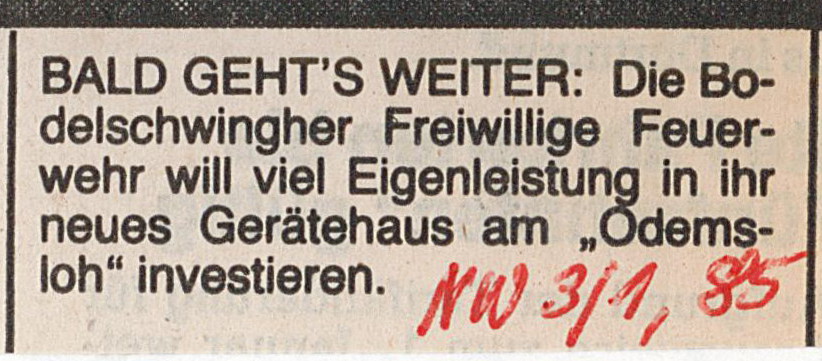 BALD GEHT'S WEITER: Die Bo-
delschwingher Freiwillige Feuer-
wehr will viel Eigenleistung in ihr
neues Gerätehaus am „Odems-
loh“ investieren.
NW 3/1, 85